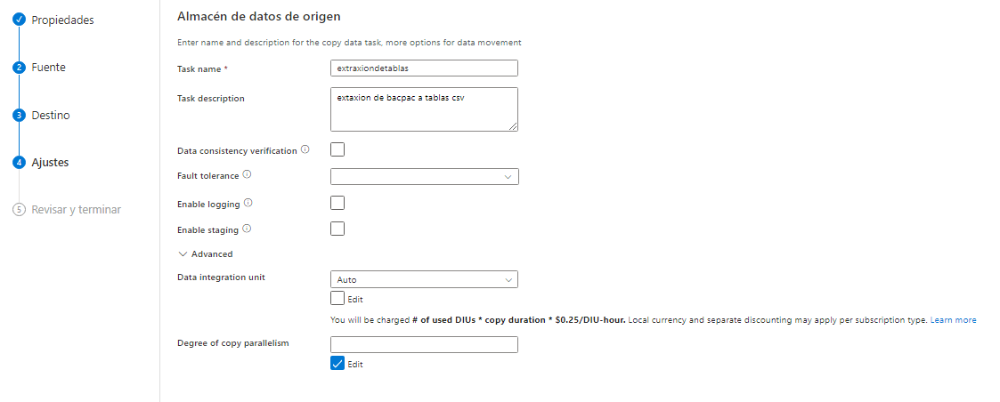 Propiedades
2 Fuente
3 Destino
4 Ajustes
5 Revisar y terminar
Almacén de datos de origen
Enter name and description for the copy data task, more options for data movement
Task name * extraxiondetablas
Task description extaxion de bacpac a tablas csv
Data consistency verification
Fault tolerance
Enable logging
Enable staging
Advanced
Data integration unit Auto
Edit
You will be charged # of used DIUs * copy duration * $0.25/DIU-hour. Local currency and separate discounting may apply per subscription type. Learn more
Degree of copy parallelism
Edit